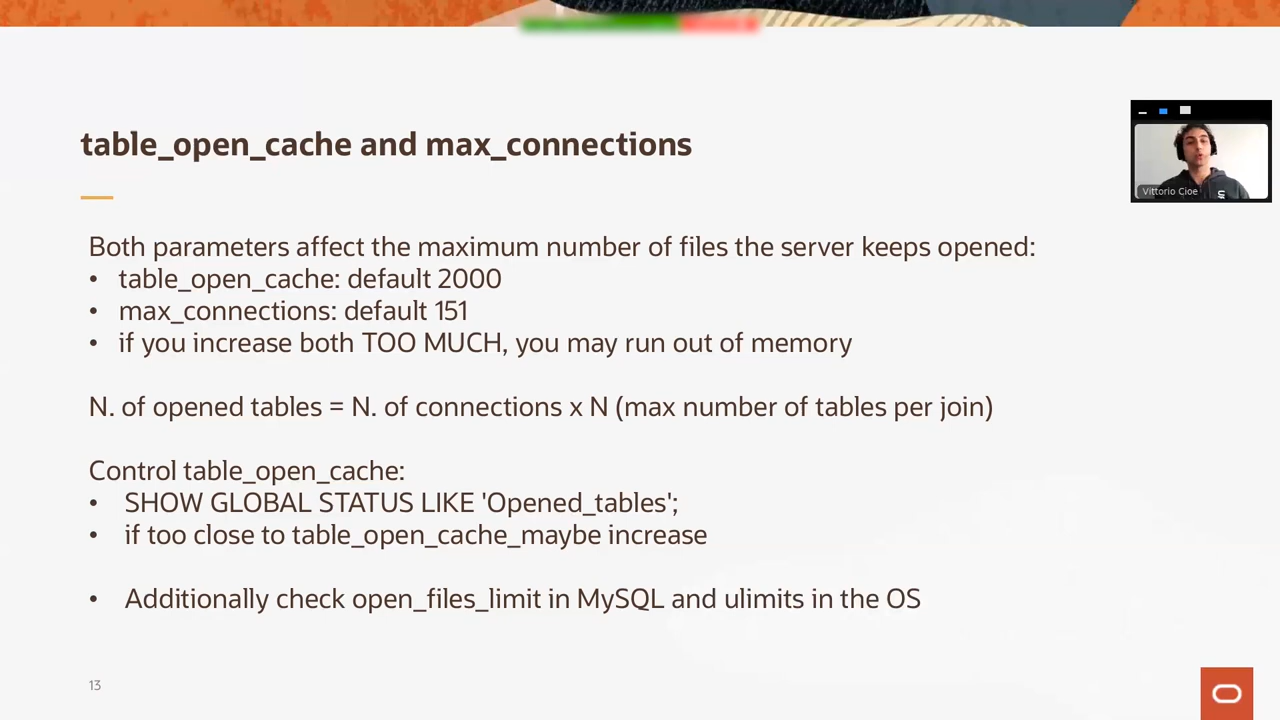 table_open_cache and max_connections
Vittorio Cioe
Both parameters affect the maximum number of files the server keeps opened:
• table_open_cache: default 2000
• max_connections: default 151
• if you increase both TOO MUCH, you may run out of memory
N. of opened tables = N. of connections x N (max number of tables per join)
Control table_open_cache:
• SHOW GLOBAL STATUS LIKE 'Opened_tables';
• if too close to table_open_cache_maybe increase
• Additionally check open_files_limit in MySQL and ulimits in the OS
13